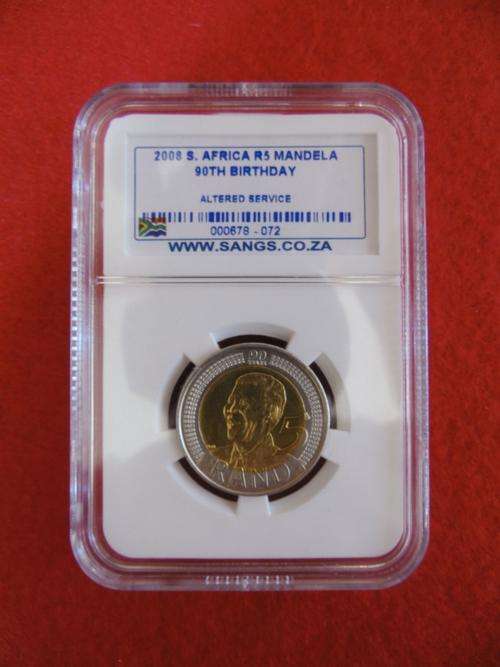 2008 S. AFRICA R5 MANDELA
90TH BIRTHDAY
ALTERED SERVICE
000678 - 072
WWW.SANGS.CO.ZA
90
5
RAND